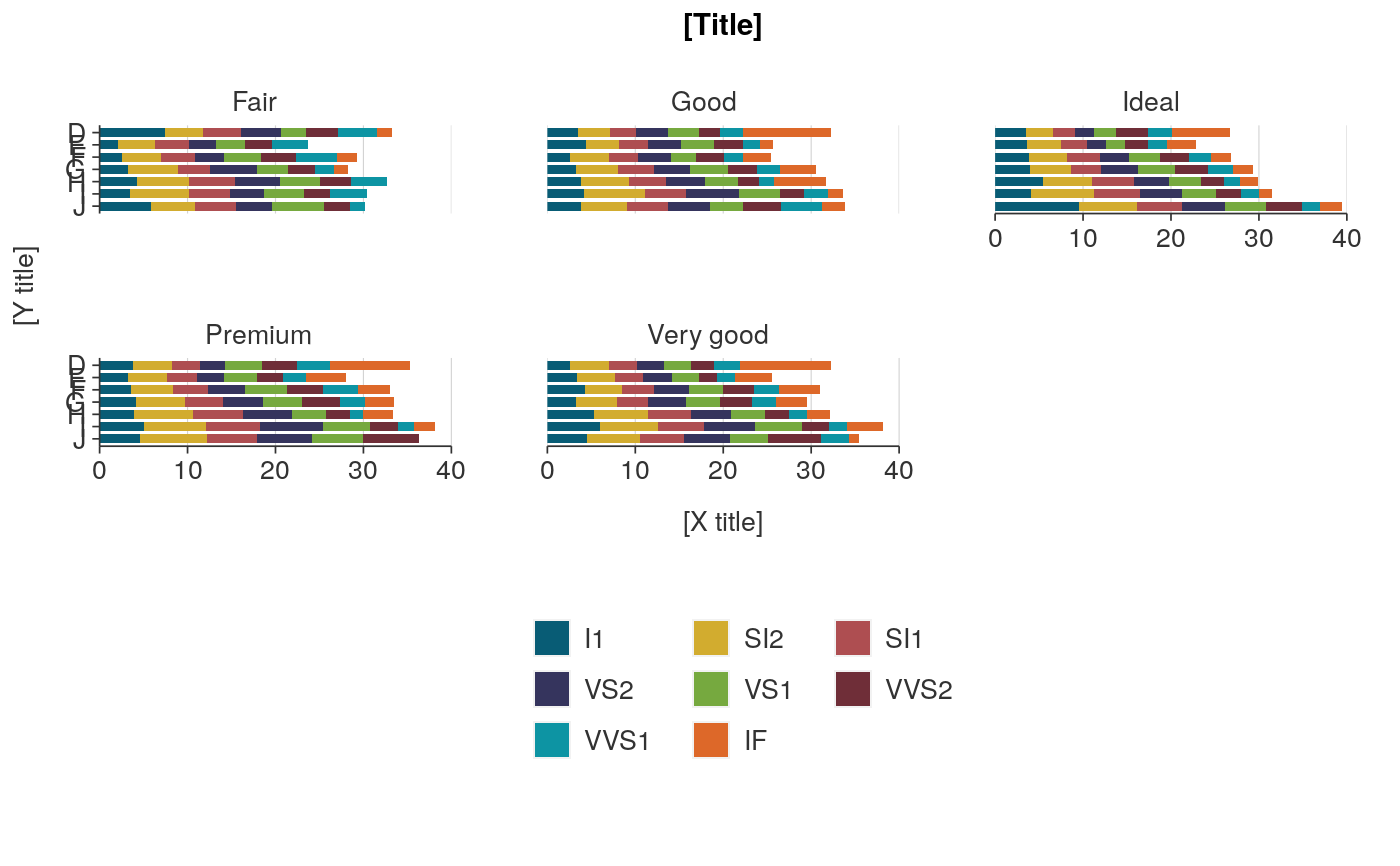 [Title]
Fair Good Ideal
D
E
F
G
H
I
J
0 10 20 30 40
[Y title]
Premium Very good
D
E
F
G
H
I
J
0 10 20 30 40 0 10 20 30 40
[X title]
I1 SI2 SI1
VS2 VS1 VVS2
VVS1 IF